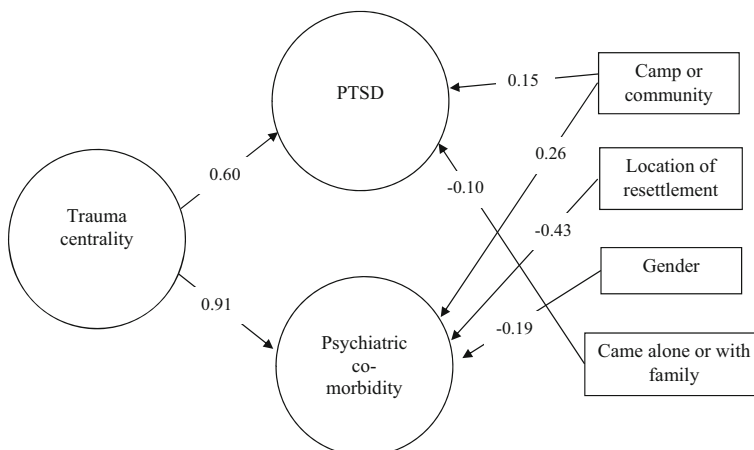 PTSD
Camp or
community
0.15
0.26
Location of
resettlement
0.60
-0.10
Trauma
centrality
-0.43
Gender
0.91
-0.19
Psychiatric
co-
morbidity
Came alone or with
family